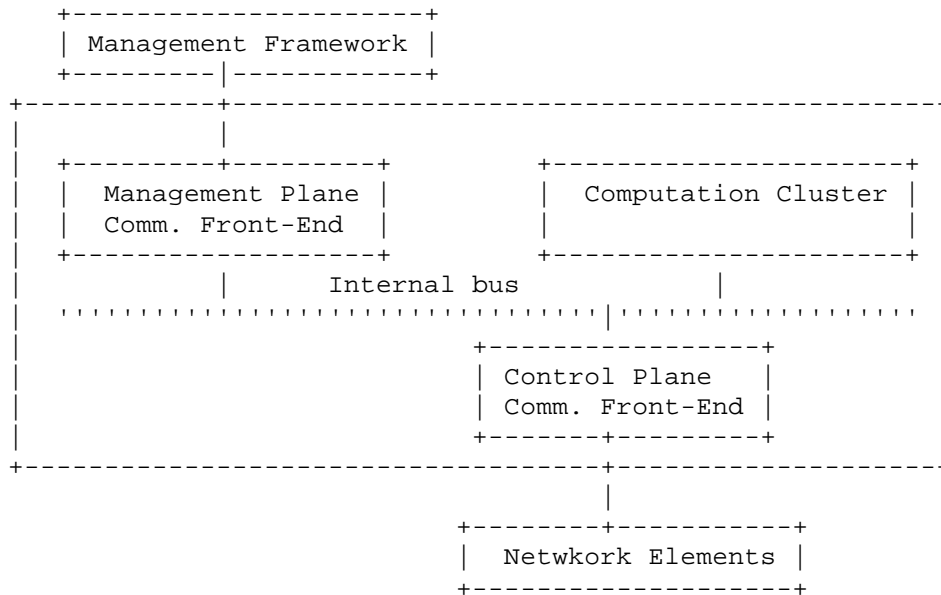 Management Framework
Management Plane Computation Cluster
Comm. Front-End
Internal bus
Control Plane
Comm. Front-End
Netwkork Elements